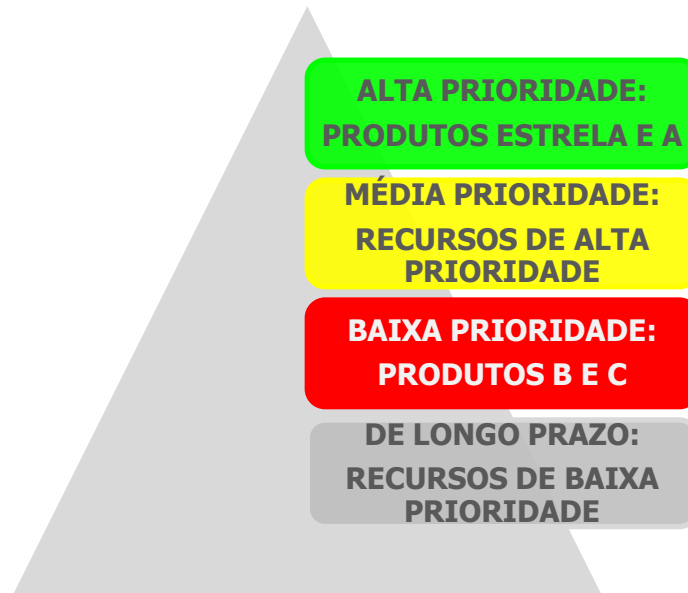 ALTA PRIORIDADE:
PRODUTOS ESTRELA E A
MÉDIA PRIORIDADE:
RECURSOS DE ALTA
PRIORIDADE
BAIXA PRIORIDADE:
PRODUTOS B E C
DE LONGO PRAZO:
RECURSOS DE BAIXA
PRIORIDADE